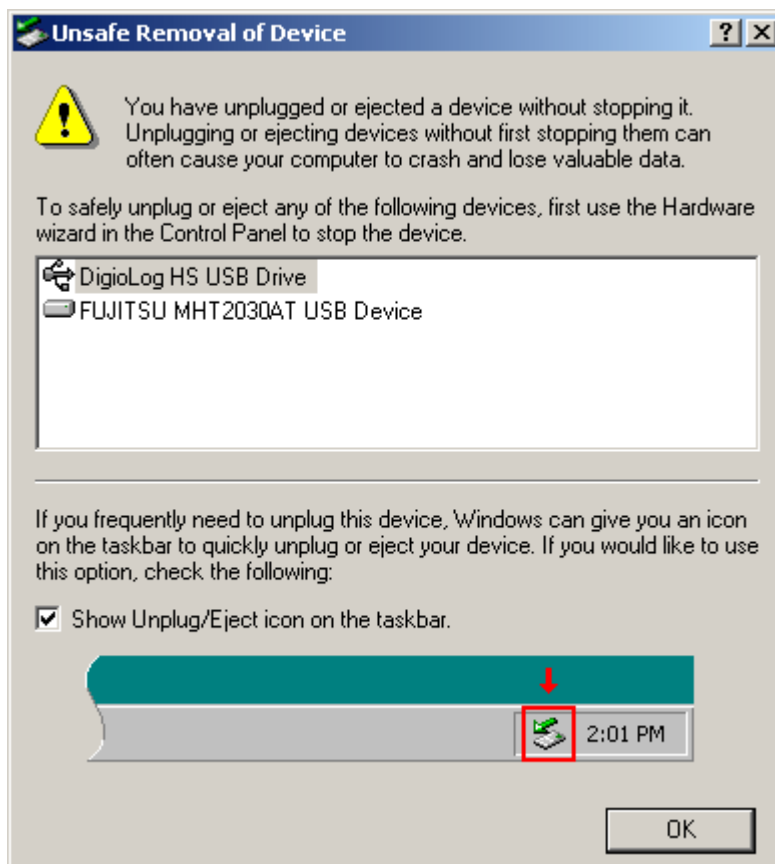 Unsafe Removal of Device
You have unplugged or ejected a device without stopping it.
Unplugging or ejecting devices without first stopping them can
often cause your computer to crash and lose valuable data.
To safely unplug or eject any of the following devices, first use the Hardware
wizard in the Control Panel to stop the device.
DigioLog HS USB Drive
FUJITSU MHT2030AT USB Device
If you frequently need to unplug this device, Windows can give you an icon
on the taskbar to quickly unplug or eject your device. If you would like to use
this option, check the following:
Show Unplug/Eject icon on the taskbar.
2:01 PM
OK